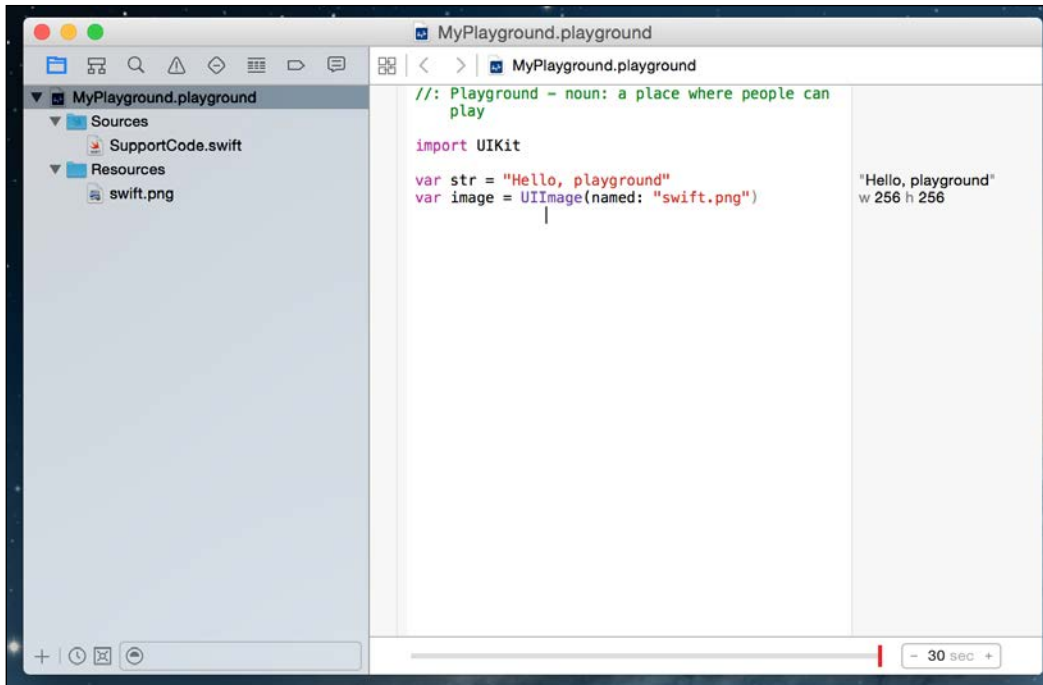 MyPlayground.playground
MyPlayground.playground
MyPlayground.playground
Sources
SupportCode.swift
Resources
swift.png
//: Playground – noun: a place where people can
play
import UIKit
var str = "Hello, playground"
"Hello, playground"
var image = UIImage(named: "swift.png")
w 256 h 256
- 30 sec +